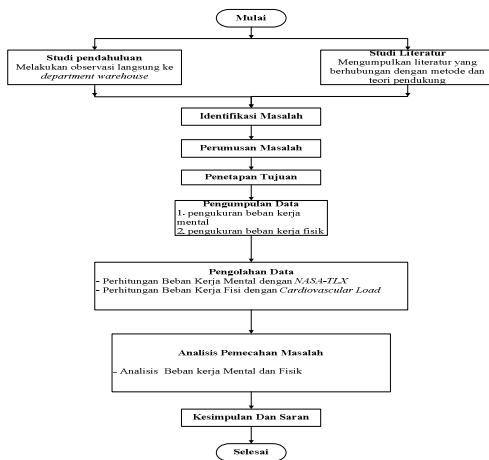 Mulai
Studi pendahuluan
Melakukan observasi langsung ke
department warehouse
Studi Literatur
Mengumpulkan literatur yang
berhubungan dengan metode dan
teori pendukung
Identifikasi Masalah
Perumusan Masalah
Penetapan Tujuan
Pengumpulan Data
1. pengukuran beban kerja
mental
2. pengukuran beban kerja fisik
Pengolahan Data
- Perhitungan Beban Kerja Mental dengan NASA-TLX
- Perhitungan Beban Kerja Fisi dengan Cardiovascular Load
Analisis Pemecahan Masalah
- Analisis Beban kerja Mental dan Fisik
Kesimpulan Dan Saran
Selesai